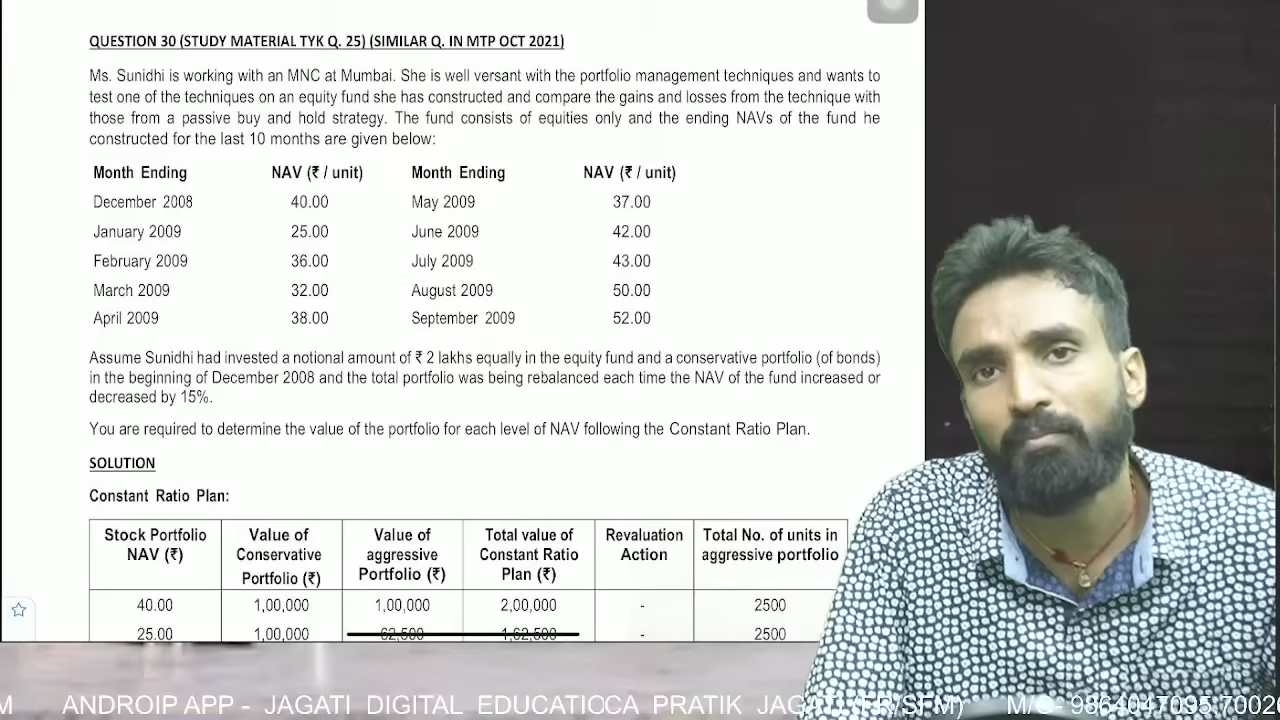 QUESTION 30 (STUDY MATERIAL TYK Q. 25) (SIMILAR Q. IN MTP OCT 2021)
Ms. Sunidhi is working with an MNC at Mumbai. She is well versant with the portfolio management techniques and wants to
test one of the techniques on an equity fund she has constructed and compare the gains and losses from the technique with
those from a passive buy and hold strategy. The fund consists of equities only and the ending NAVs of the fund he
constructed for the last 10 months are given below:
Month Ending NAV (₹ / unit) Month Ending NAV (₹ / unit)
December 2008 40.00 May 2009 37.00
January 2009 25.00 June 2009 42.00
February 2009 36.00 July 2009 43.00
March 2009 32.00 August 2009 50.00
April 2009 38.00 September 2009 52.00
Assume Sunidhi had invested a notional amount of ₹ 2 lakhs equally in the equity fund and a conservative portfolio (of bonds)
in the beginning of December 2008 and the total portfolio was being rebalanced each time the NAV of the fund increased or
decreased by 15%.
You are required to determine the value of the portfolio for each level of NAV following the Constant Ratio Plan.
SOLUTION
Constant Ratio Plan:
Stock Portfolio Value of Value of Total value of Revaluation Total No. of units in
NAV (₹) Conservative aggressive Constant Ratio Action aggressive portfolio
Portfolio (₹) Portfolio (₹) Plan (₹)
40.00 1,00,000 1,00,000 2,00,000 - 2500
25.00 1,00,000 62,500 1,62,500 - 2500
M ANDROIP APP - JAGATI DIGITAL EDUCATIOCA PRATIK JAGATI (FR/SFM) M/C- 9864047095,7002